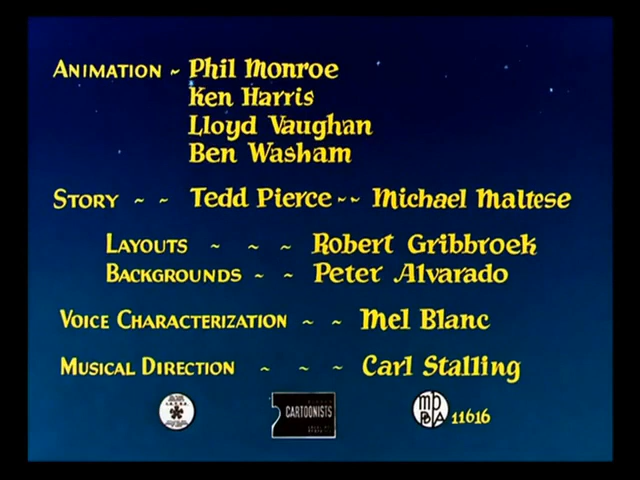 ANIMATION ~ Phil Monroe
Ken Harris
Lloyd Vaughan
Ben Washam
STORY ~ ~ Tedd Pierce ~ ~ Michael Maltese
LAYOUTS ~ ~ ~ Robert Gribbroek
BACKGROUNDS ~ ~ Peter Alvarado
VOICE CHARACTERIZATION ~ ~ Mel Blanc
MUSICAL DIRECTION ~ ~ ~ Carl Stalling
CARTOONISTS
MPPDA 11616